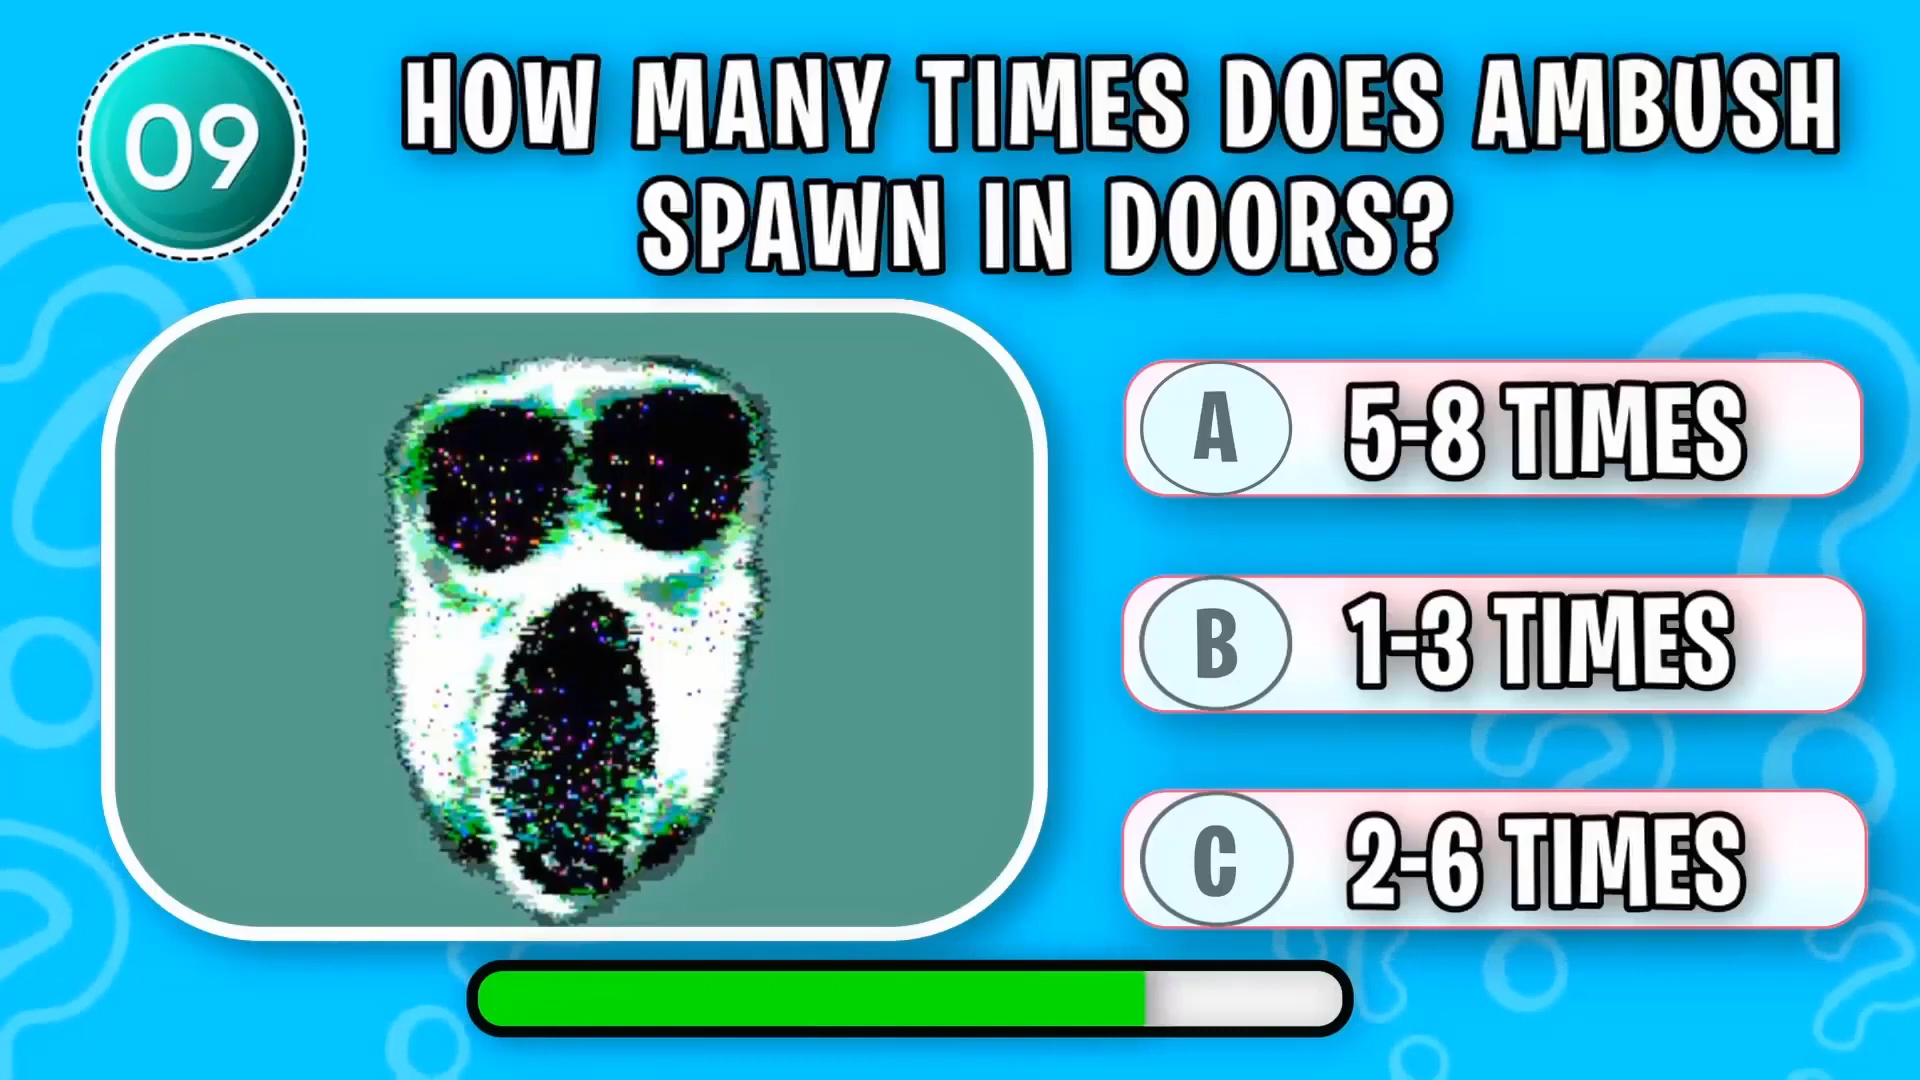 09
HOW MANY TIMES DOES AMBUSH
SPAWN IN DOORS?
A 5-8 TIMES
B 1-3 TIMES
C 2-6 TIMES